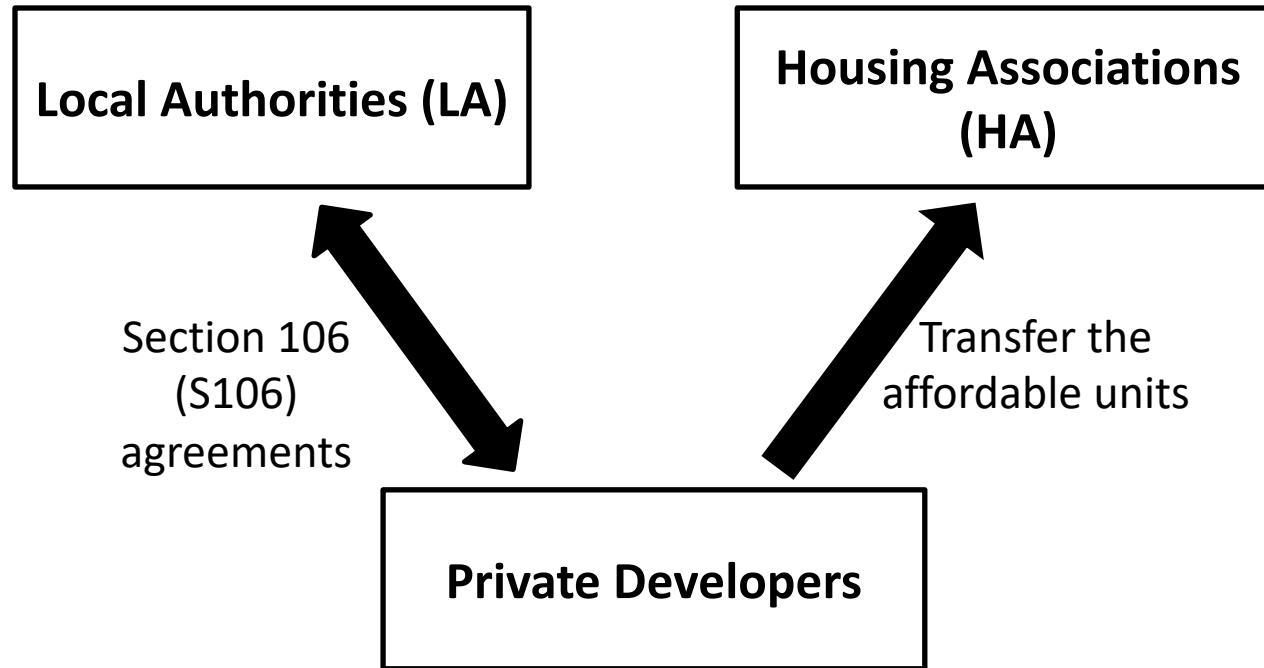 Local Authorities (LA)
Housing Associations
(HA)
Section 106
(S106)
agreements
Transfer the
affordable units
Private Developers